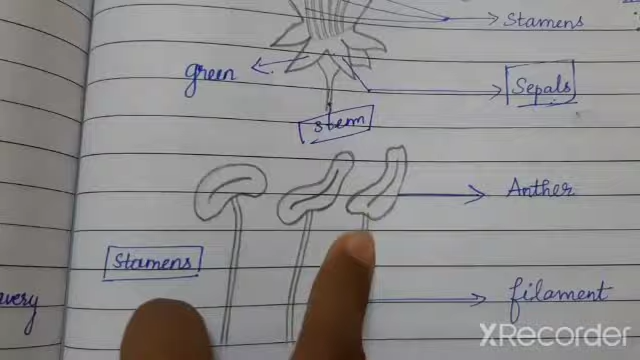 Stamens
green
Sepals
stem
Anther
Stamens
filament
XRecorder